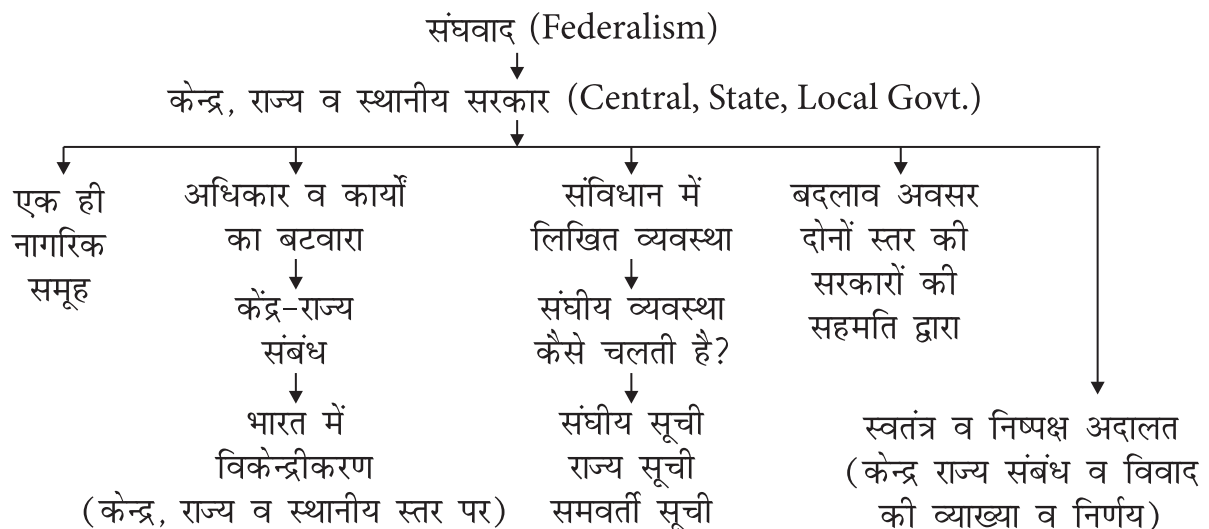 संघवाद (Federalism)
केन्द्र, राज्य व स्थानीय सरकार (Central, State, Local Govt.)
एक ही
नागरिक
समूह
अधिकार व कार्यों
का बटवारा
केंद्र-राज्य
संबंध
भारत में
विकेन्द्रीकरण
(केन्द्र, राज्य व स्थानीय स्तर पर)
संविधान में
लिखित व्यवस्था
संघीय व्यवस्था
कैसे चलती है?
संघीय सूची
राज्य सूची
समवर्ती सूची
बदलाव अवसर
दोनों स्तर की
सरकारों की
सहमति द्वारा
स्वतंत्र व निष्पक्ष अदालत
(केन्द्र राज्य संबंध व विवाद
की व्याख्या व निर्णय)